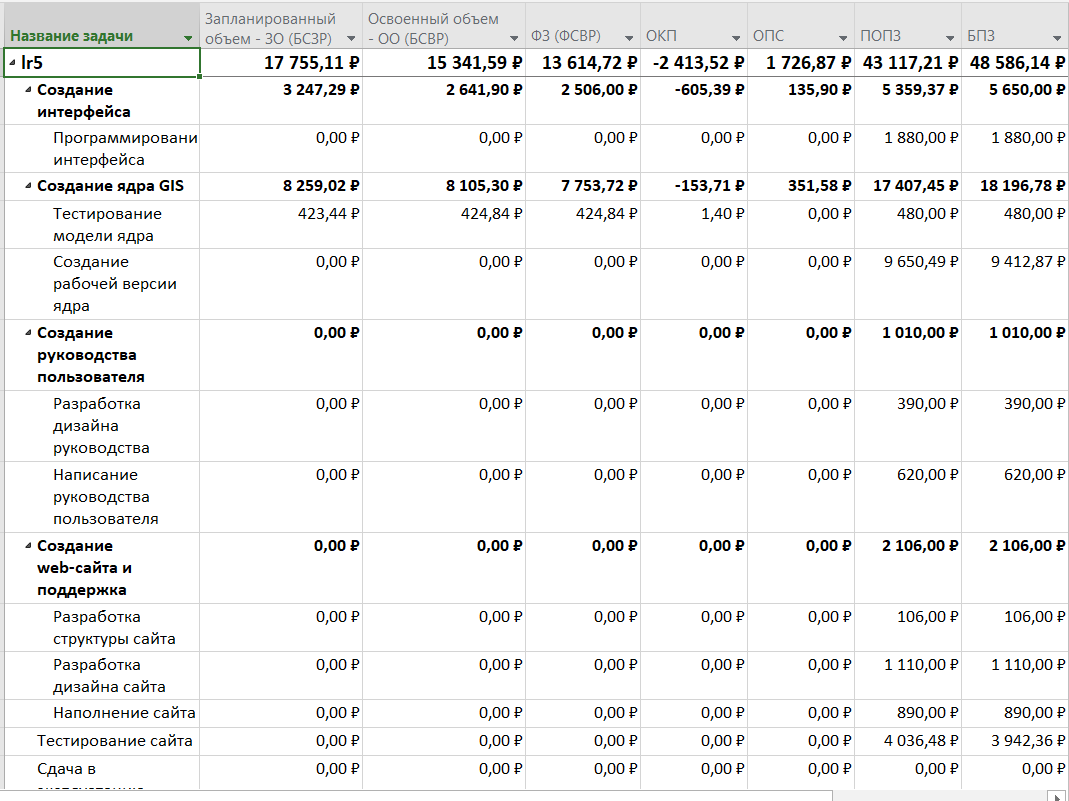 Название задачи Запланированный объем - ЗО (БСЗР) Освоенный объем - ОО (БСВР) ФЗ (ФСВР) ОКП ОПС ПОПЗ БПЗ
lr5 17 755,11 ₽ 15 341,59 ₽ 13 614,72 ₽ -2 413,52 ₽ 1 726,87 ₽ 43 117,21 ₽ 48 586,14 ₽
Создание 3 247,29 ₽ 2 641,90 ₽ 2 506,00 ₽ -605,39 ₽ 135,90 ₽ 5 359,37 ₽ 5 650,00 ₽
интерфейса
Программировани 0,00 ₽ 0,00 ₽ 0,00 ₽ 0,00 ₽ 0,00 ₽ 1 880,00 ₽ 1 880,00 ₽
интерфейса
Создание ядра GIS 8 259,02 ₽ 8 105,30 ₽ 7 753,72 ₽ -153,71 ₽ 351,58 ₽ 17 407,45 ₽ 18 196,78 ₽
Тестирование 423,44 ₽ 424,84 ₽ 424,84 ₽ 1,40 ₽ 0,00 ₽ 480,00 ₽ 480,00 ₽
модели ядра
Создание 0,00 ₽ 0,00 ₽ 0,00 ₽ 0,00 ₽ 0,00 ₽ 9 650,49 ₽ 9 412,87 ₽
рабочей версии
ядра
Создание 0,00 ₽ 0,00 ₽ 0,00 ₽ 0,00 ₽ 0,00 ₽ 1 010,00 ₽ 1 010,00 ₽
руководства
пользователя
Разработка 0,00 ₽ 0,00 ₽ 0,00 ₽ 0,00 ₽ 0,00 ₽ 390,00 ₽ 390,00 ₽
дизайна
руководства
Написание 0,00 ₽ 0,00 ₽ 0,00 ₽ 0,00 ₽ 0,00 ₽ 620,00 ₽ 620,00 ₽
руководства
пользователя
Создание 0,00 ₽ 0,00 ₽ 0,00 ₽ 0,00 ₽ 0,00 ₽ 2 106,00 ₽ 2 106,00 ₽
web-сайта и
поддержка
Разработка 0,00 ₽ 0,00 ₽ 0,00 ₽ 0,00 ₽ 0,00 ₽ 106,00 ₽ 106,00 ₽
структуры сайта
Разработка 0,00 ₽ 0,00 ₽ 0,00 ₽ 0,00 ₽ 0,00 ₽ 1 110,00 ₽ 1 110,00 ₽
дизайна сайта
Наполнение сайта 0,00 ₽ 0,00 ₽ 0,00 ₽ 0,00 ₽ 0,00 ₽ 890,00 ₽ 890,00 ₽
Тестирование сайта 0,00 ₽ 0,00 ₽ 0,00 ₽ 0,00 ₽ 0,00 ₽ 4 036,48 ₽ 3 942,36 ₽
Сдача в 0,00 ₽ 0,00 ₽ 0,00 ₽ 0,00 ₽ 0,00 ₽ 0,00 ₽ 0,00 ₽